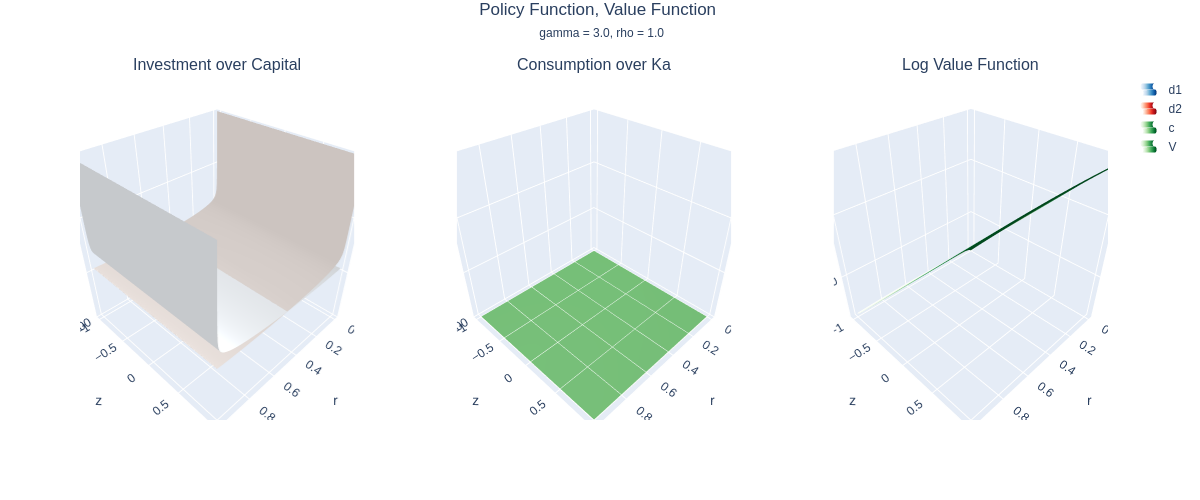 Policy Function, Value Function
gamma = 3.0, rho = 1.0
Investment over Capital
Consumption over Ka
Log Value Function
d1
d2
c
V
−0.5
0
0.5
z
0
0.2
0.4
0.6
0.8
r
−0.5
0
0.5
z
0
0.2
0.4
0.6
0.8
r
−1
−0.5
0
0.5
z
0
0.2
0.4
0.6
0.8
r